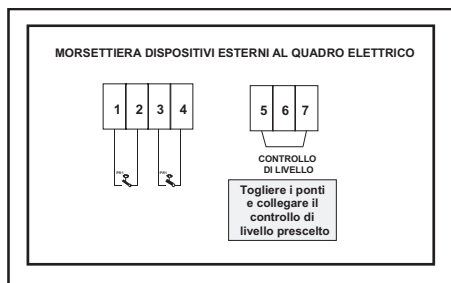 MORSETTIERA DISPOSITIVI ESTERNI AL QUADRO ELETTRICO
1 2 3 4
5 6 7
CONTROLLO
DI LIVELLO
Togliere i ponti
e collegare il
controllo di
livello prescelto